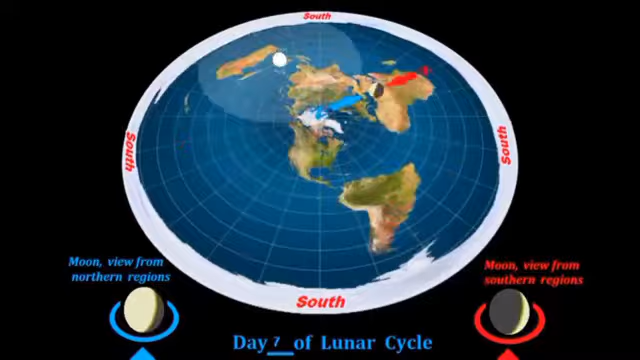 South
South
South
South
Moon, view from
northern regions
Moon, view from
southern regions
Day 7 of Lunar Cycle